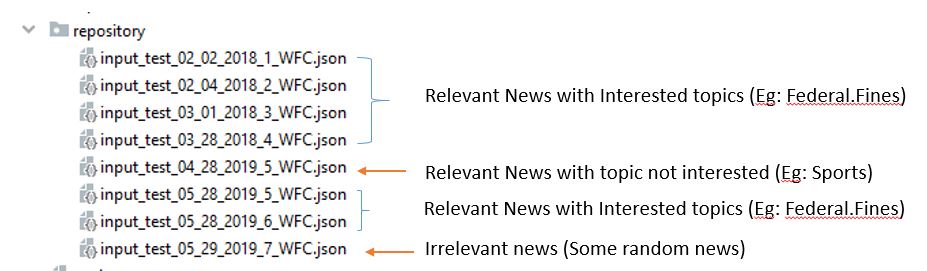 repository
input_test_02_02_2018_1_WFC.json
input_test_02_04_2018_2_WFC.json
Relevant News with Interested topics (Eg: Federal.Fines)
input_test_03_01_2018_3_WFC.json
input_test_03_28_2018_4_WFC.json
input_test_04_28_2019_5_WFC.json
Relevant News with topic not interested (Eg: Sports)
input_test_05_28_2019_5_WFC.json
Relevant News with Interested topics (Eg: Federal.Fines)
input_test_05_28_2019_6_WFC.json
input_test_05_29_2019_7_WFC.json
Irrelevant news (Some random news)